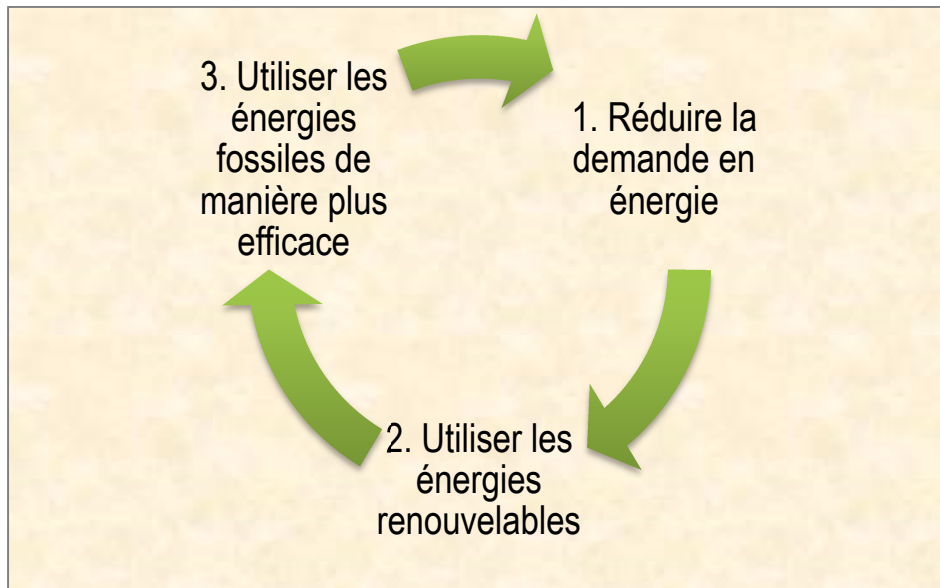 1. Réduire la
demande en
énergie
2. Utiliser les
énergies
renouvelables
3. Utiliser les
énergies
fossiles de
manière plus
efficace